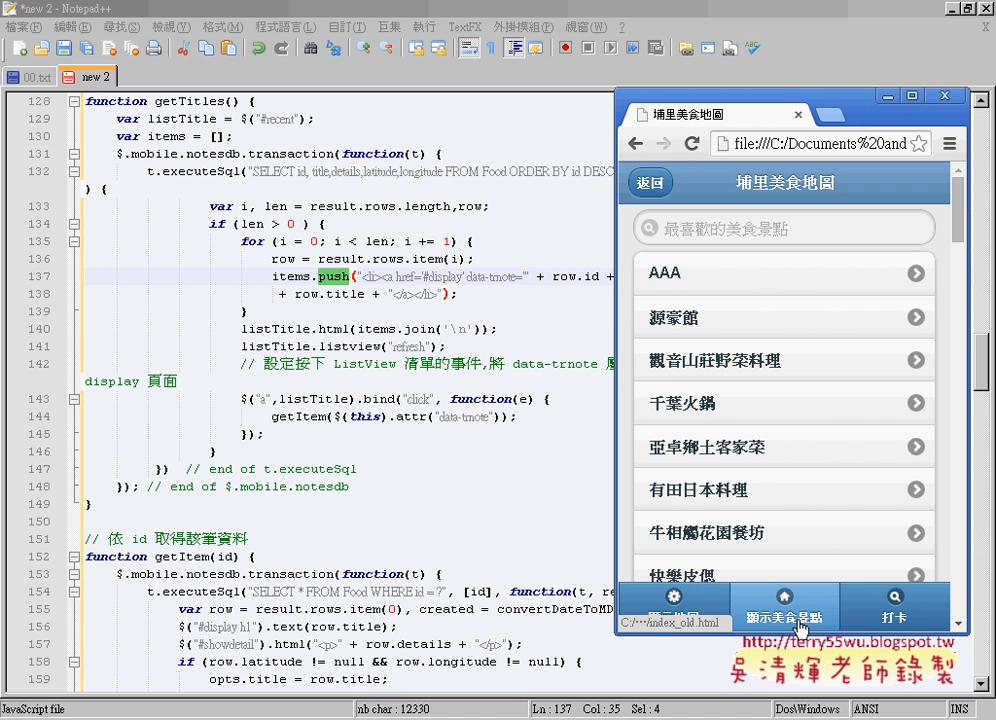 *new 2 - Notepad++
檔案(F) 編輯(E) 尋找(S) 檢視(V) 格式(M) 程式語言(L) 自訂(T) 巨集 執行 TextFX 外掛模組(P) 視窗(W) ? X
00.txt new 2
128 function getTitles() {
129 var listTitle = $("#recent");
130 var items = [];
131 $.mobile.notesdb.transaction(function(t) {
132 t.executeSql("SELECT id, title,details,latitude,longitude FROM Food ORDER BY id DESC
) {
133 var i, len = result.rows.length,row;
134 if (len > 0 ) {
135 for (i = 0; i < len; i += 1) {
136 row = result.rows.item(i);
137 items.push("<li><a href='#display' data-trnote='" + row.id +
138 + row.title + "</a></li>");
139 }
140 listTitle.html(items.join('\n'));
141 listTitle.listview("refresh");
142 // 設定按下 ListView 清單的事件,將 data-trnote 屬
display 頁面
143 $("a",listTitle).bind("click", function(e) {
144 getItem($(this).attr("data-trnote"));
145 });
146 }
147 }) // end of t.executeSql
148 }); // end of $.mobile.notesdb
149 }
150
151 // 依 id 取得該筆資料
152 function getItem(id) {
153 $.mobile.notesdb.transaction(function(t) {
154 t.executeSql("SELECT * FROM Food WHERE id = ?", [id], function(t, re
155 var row = result.rows.item(0), created = convertDateToMD
156 $("#display h1").text(row.title);
157 $("#showdetail").html("<p>" + row.details + "</p>");
158 if (row.latitude != null && row.longitude != null) {
159 opts.title = row.title;
埔里美食地圖
file:///C:/Documents%20and
返回 埔里美食地圖
最喜歡的美食景點
AAA
源豪館
觀音山莊野菜料理
千葉火鍋
亞卓鄉土客家菜
有田日本料理
牛相觸花園餐坊
快樂皮偲
顯示地圖 顯示美食景點 打卡
C:/···/index_old.html
http://terry55wu.blogspot.tw
吳清輝老師錄製
JavaScript file nb char : 12330 Ln : 137 Col : 35 Sel : 4 Dos\Windows ANSI INS